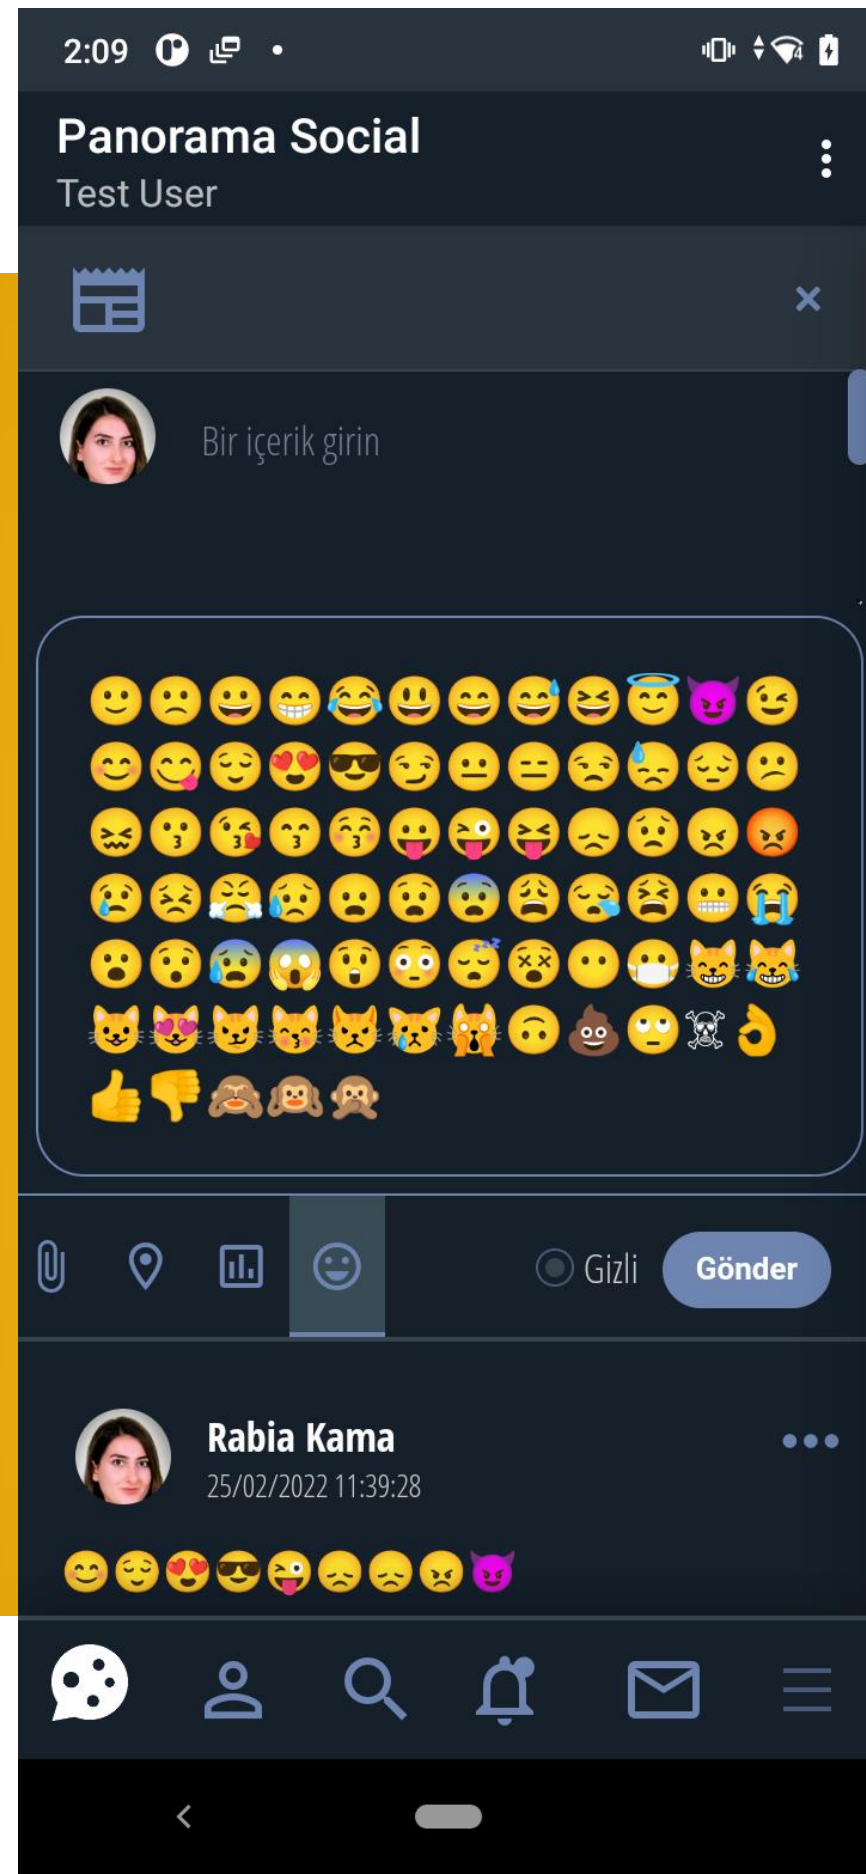 2:09
Panorama Social
Test User
Bir içerik girin
Gizli
Gönder
Rabia Kama
25/02/2022 11:39:28